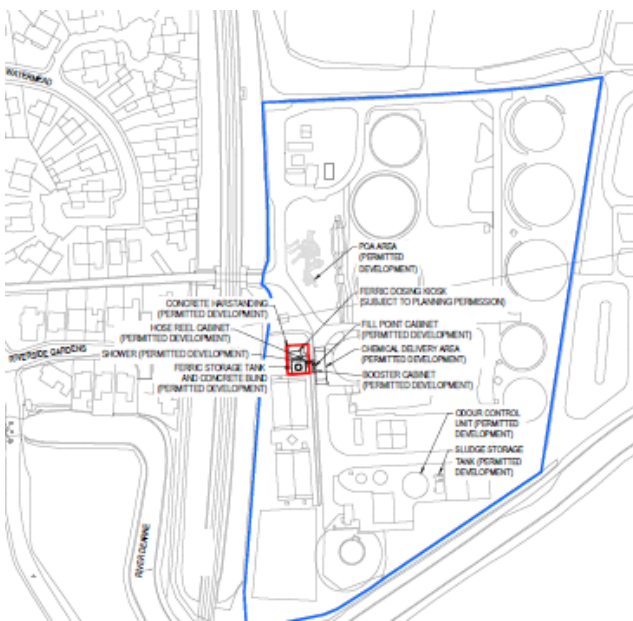 WATERMEAD
POA AREA
(PERMITTED
DEVELOPMENT)
FERRIC DOSING KIOSK
(SUBJECT TO PLANNING PERMISSION)
CONCRETE HARSTANDING
(PERMITTED DEVELOPMENT)
HOSE REEL CABINET
(PERMITTED DEVELOPMENT)
FILL POINT CABINET
(PERMITTED DEVELOPMENT)
RIVERSIDE GARDENS
SHOWER (PERMITTED DEVELOPMENT)
CHEMICAL DELIVERY AREA
(PERMITTED DEVELOPMENT)
FERRIC STORAGE TANK
AND CONCRETE BUND
(PERMITTED DEVELOPMENT)
BOOSTER CABINET
(PERMITTED DEVELOPMENT)
ODOUR CONTROL
UNIT (PERMITTED
DEVELOPMENT)
SLUDGE STORAGE
TANK (PERMITTED
DEVELOPMENT)
RIVER DEARNE